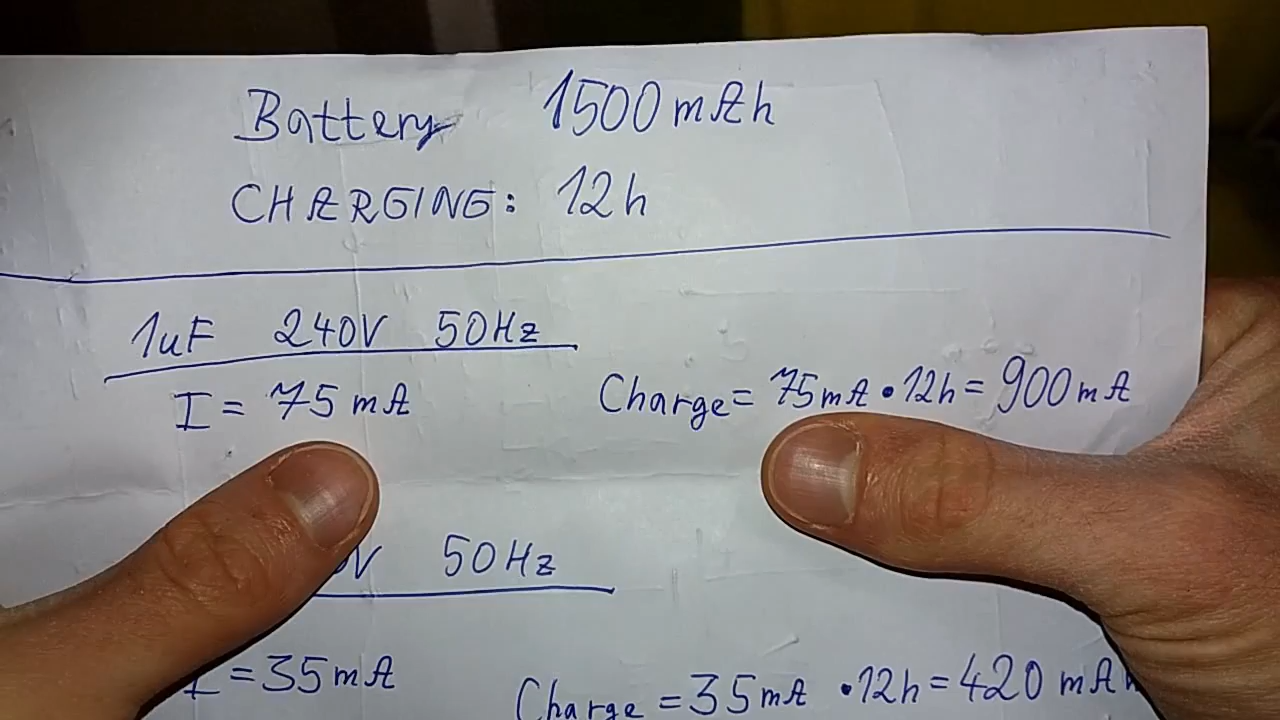 Battery 1500mAh
CHARGING: 12h
1uF 240V 50Hz
I = 75 mA Charge = 75mA • 12h = 900mA
V 50Hz
I = 35mA Charge = 35mA • 12h = 420 mAh